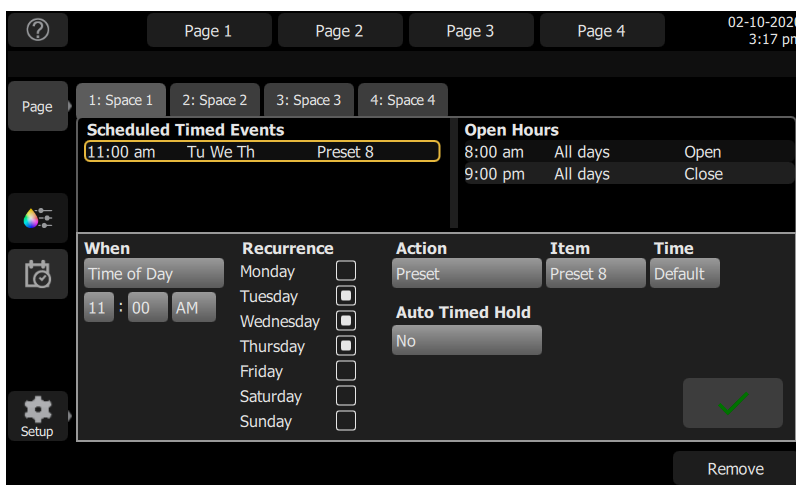 Page 1 Page 2 Page 3 Page 4 02-10-2020
3:17 pm
Page 1: Space 1 2: Space 2 3: Space 3 4: Space 4
Scheduled Timed Events Open Hours
11:00 am Tu We Th Preset 8 8:00 am All days Open
9:00 pm All days Close
When Recurrence Action Item Time
Time of Day Monday Preset Preset 8 Default
11 : 00 AM Tuesday
Wednesday Auto Timed Hold
Thursday No
Friday
Saturday
Setup Sunday
Remove